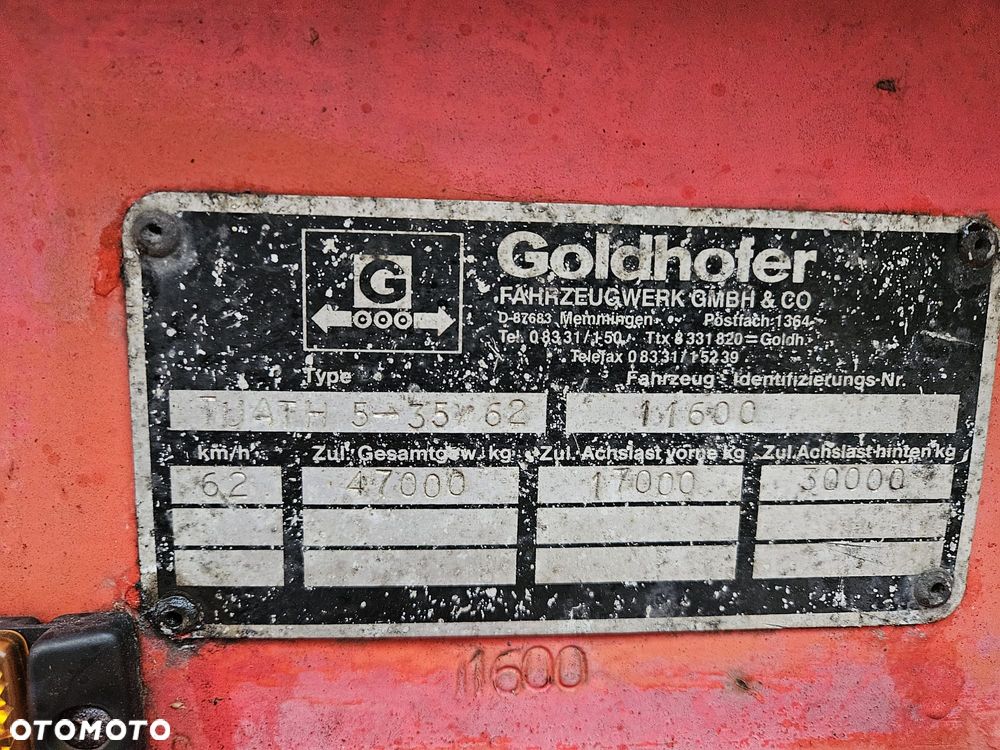 G
Goldhofer
FAHRZEUGWERK GMBH & CO
D-87683 Memmingen · Postfach 1364
Tel. 0 83 31 / 1 50 / Ttx 8 331 820 = Goldh
Telefax 0 83 31 / 1 52 39
Type Fahrzeug - Identifizierungs-Nr.
TUATH 5-35/62 11600
km/h Zul. Gesamtgew. kg Zul. Achslast vorne kg Zul. Achslast hinten kg
62 47000 17000 30000
11600
OTOMOTO